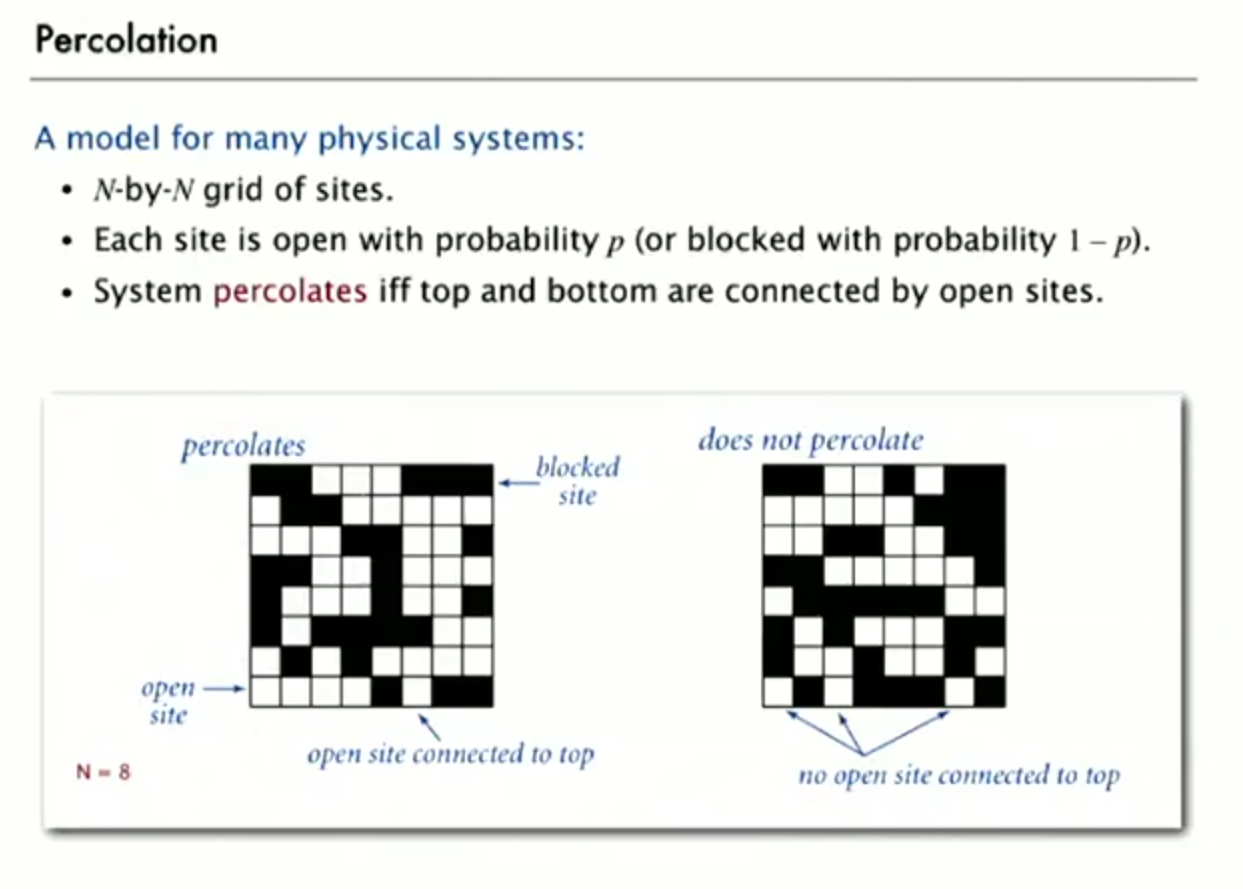 Percolation
A model for many physical systems:
• N-by-N grid of sites.
• Each site is open with probability p (or blocked with probability 1 – p).
• System percolates iff top and bottom are connected by open sites.
percolates
blocked
site
open
site
open site connected to top
N = 8
does not percolate
no open site connected to top